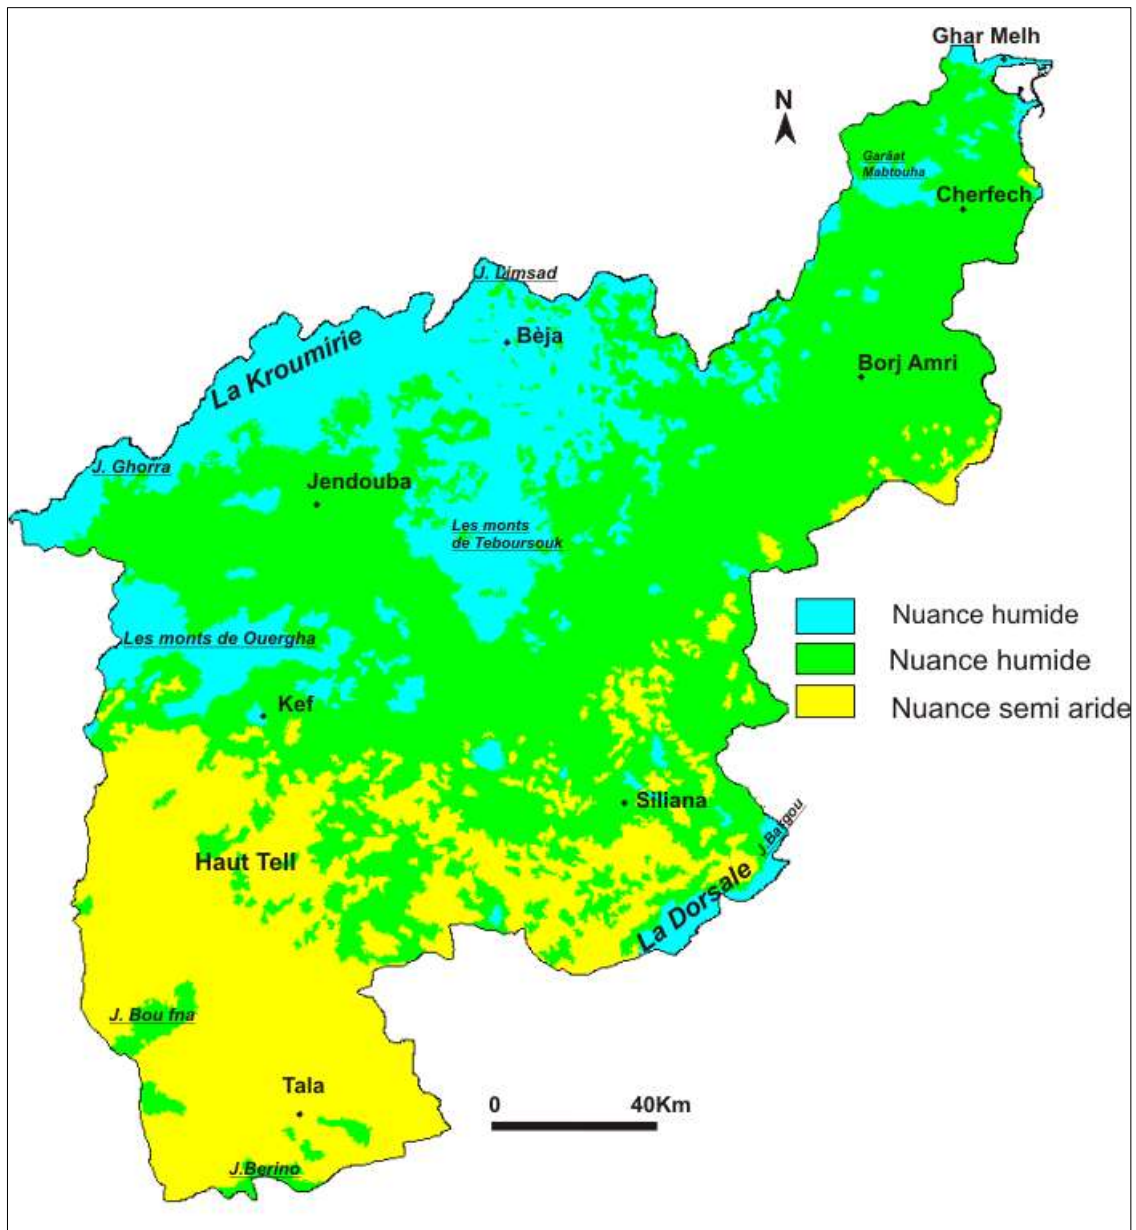 Ghar Melh
N
Garâat
Mabtouha
Cherfech
J. Limsad
Bèja
La Kroumirie
Borj Amri
J. Ghorra
Jendouba
Les monts
de Teboursouk
Nuance humide
Les monts de Ouergha
Nuance humide
Kef
Nuance semi aride
Siliana
J.Bargou
Haut Tell
La Dorsale
J. Bou fna
Tala
0 40Km
J.Berino